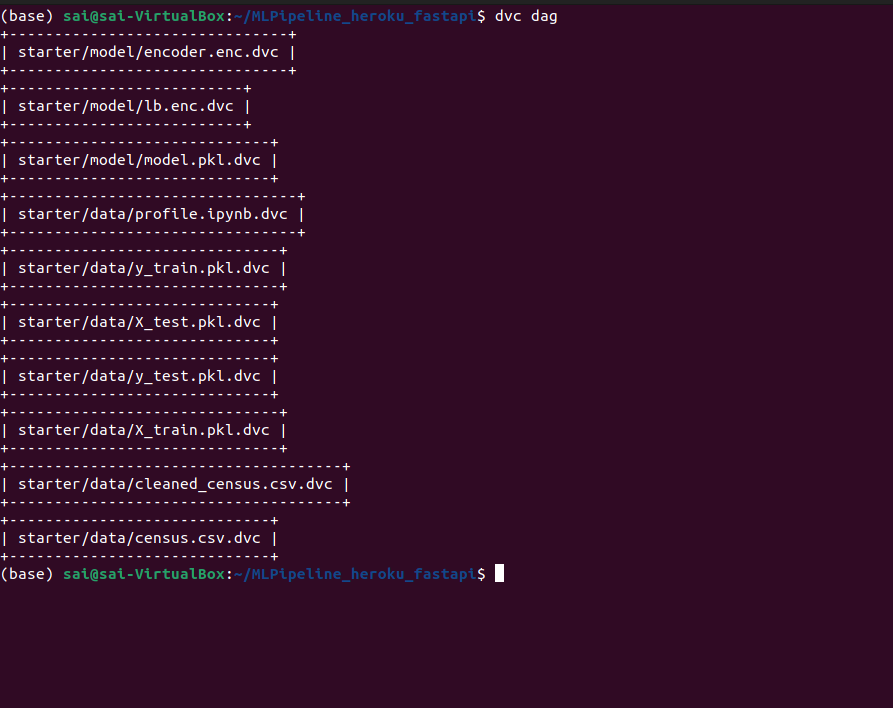 (base) sai@sai-VirtualBox:~/MLPipeline_heroku_fastapi$ dvc dag
+-------------------------------+
| starter/model/encoder.enc.dvc |
+-------------------------------+
+--------------------------+
| starter/model/lb.enc.dvc |
+--------------------------+
+-----------------------------+
| starter/model/model.pkl.dvc |
+-----------------------------+
+--------------------------------+
| starter/data/profile.ipynb.dvc |
+--------------------------------+
+------------------------------+
| starter/data/y_train.pkl.dvc |
+------------------------------+
+-----------------------------+
| starter/data/X_test.pkl.dvc |
+-----------------------------+
+-----------------------------+
| starter/data/y_test.pkl.dvc |
+-----------------------------+
+------------------------------+
| starter/data/X_train.pkl.dvc |
+------------------------------+
+-------------------------------------+
| starter/data/cleaned_census.csv.dvc |
+-------------------------------------+
+-----------------------------+
| starter/data/census.csv.dvc |
+-----------------------------+
(base) sai@sai-VirtualBox:~/MLPipeline_heroku_fastapi$